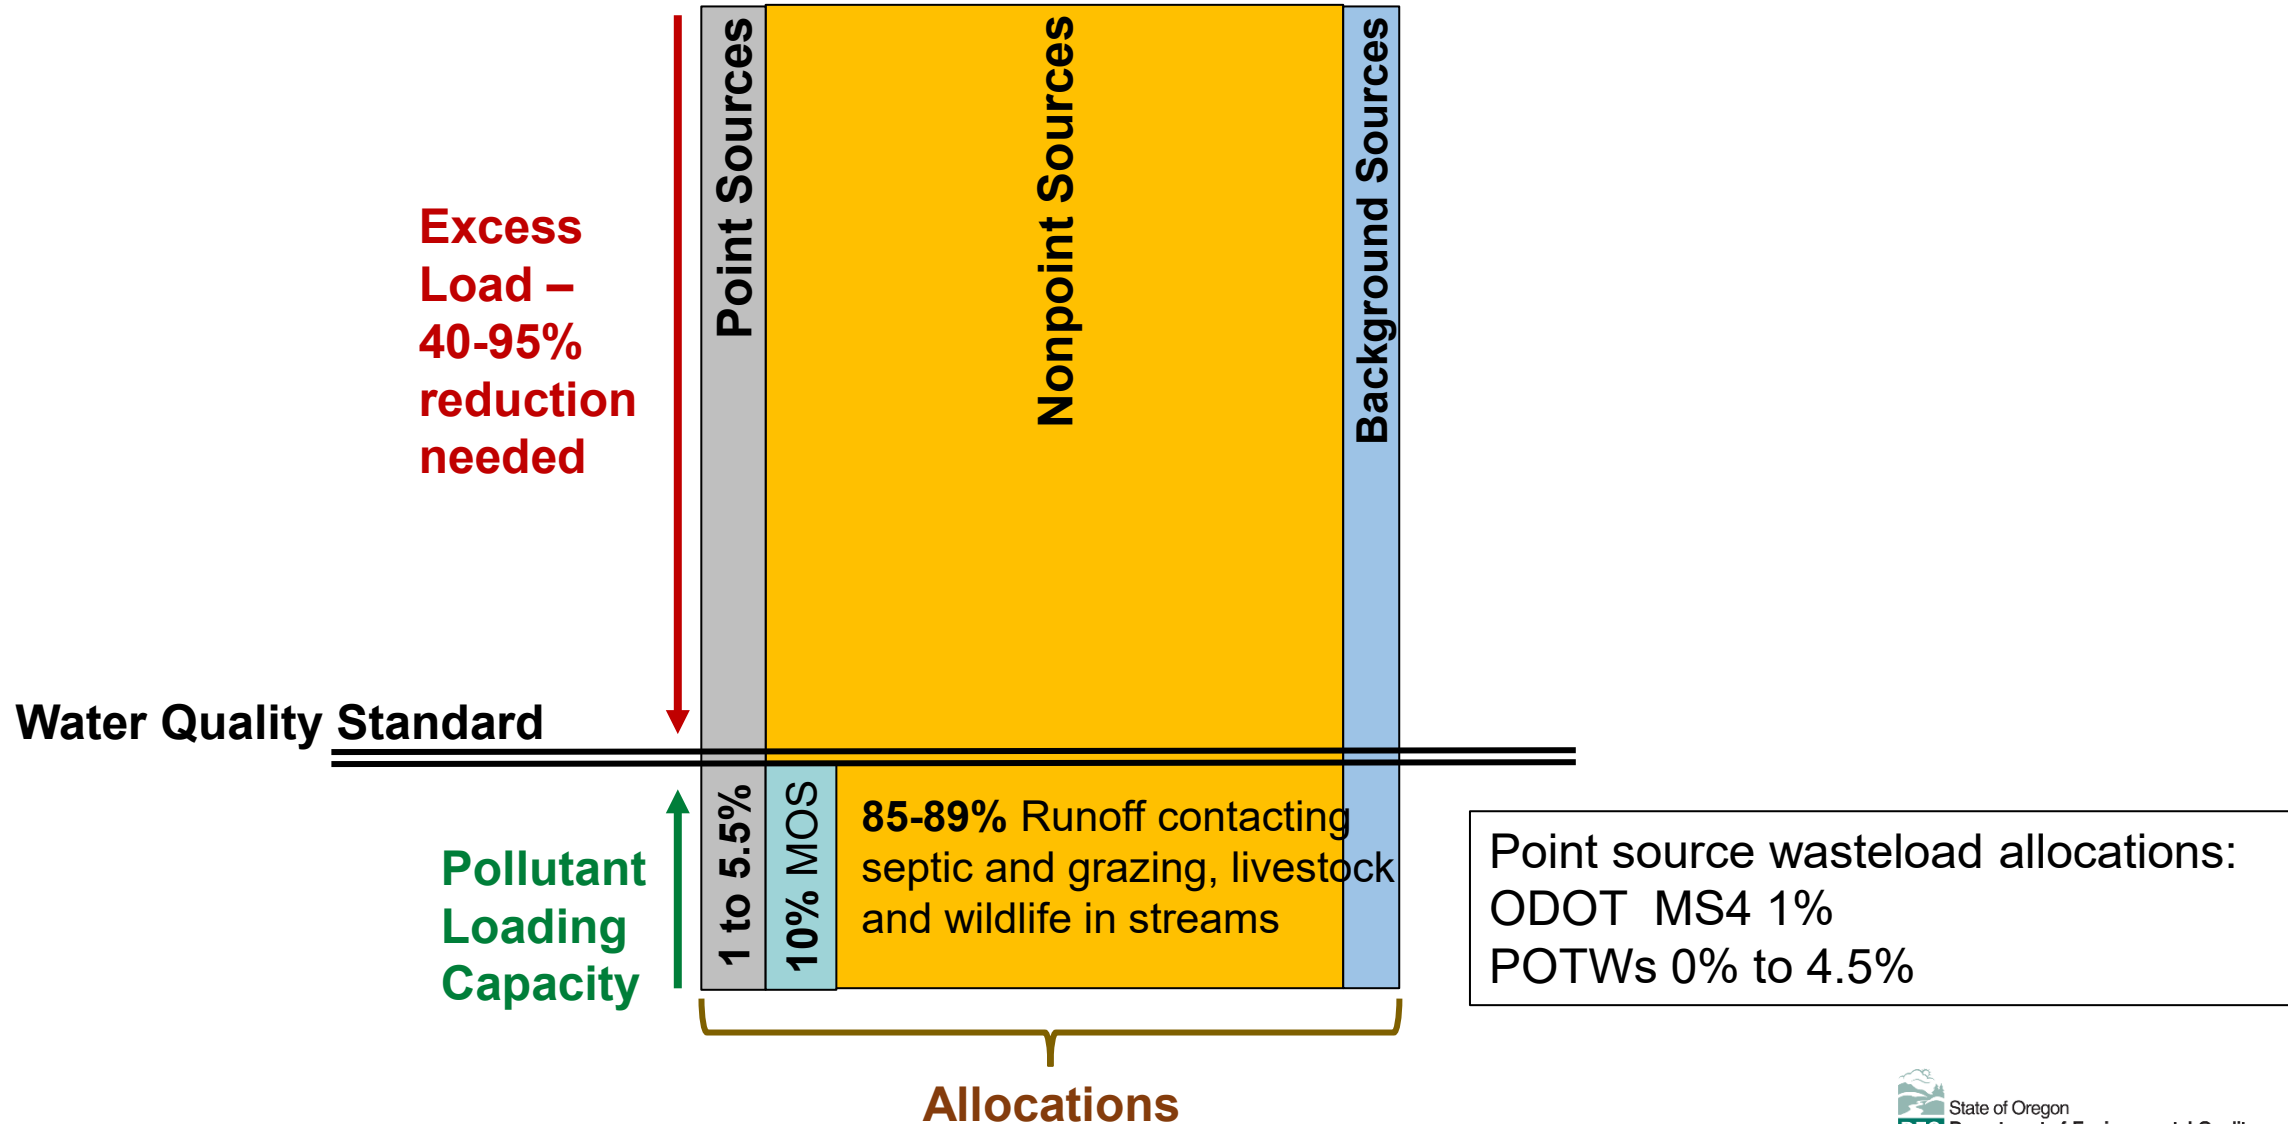 Point Sources
Nonpoint Sources
Background Sources
Excess
Load –
40-95%
reduction
needed
Water Quality Standard
Pollutant
Loading
Capacity
1 to 5.5%
10% MOS
85-89% Runoff contacting
septic and grazing, livestock
and wildlife in streams
Point source wasteload allocations:
ODOT  MS4 1%
POTWs 0% to 4.5%
Allocations
State of Oregon